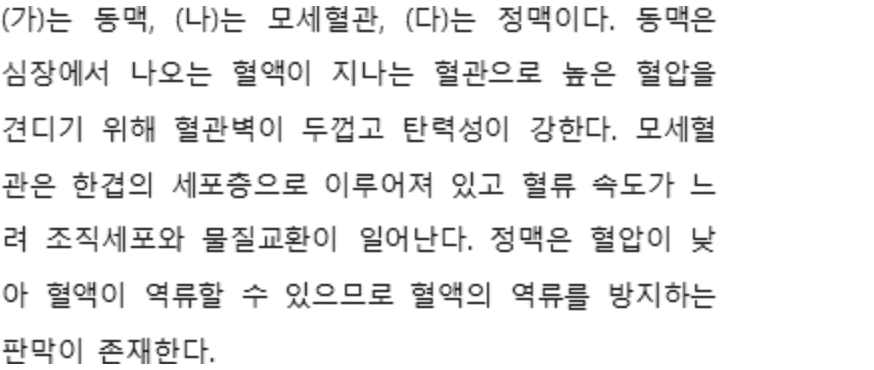 (가)는 동맥, (나)는 모세혈관, (다)는 정맥이다. 동맥은
심장에서 나오는 혈액이 지나는 혈관으로 높은 혈압을
견디기 위해 혈관벽이 두껍고 탄력성이 강한다. 모세혈
관은 한겹의 세포층으로 이루어져 있고 혈류 속도가 느
려 조직세포와 물질교환이 일어난다. 정맥은 혈압이 낮
아 혈액이 역류할 수 있으므로 혈액의 역류를 방지하는
판막이 존재한다.